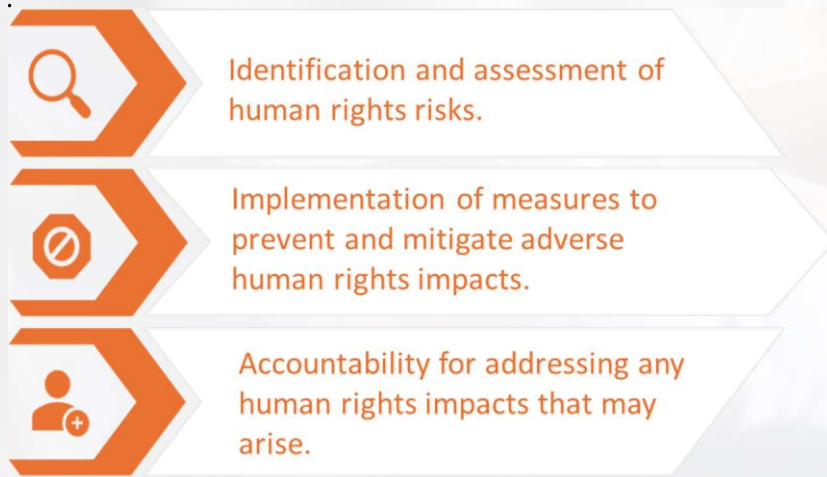 Identification and assessment of
human rights risks.
Implementation of measures to
prevent and mitigate adverse
human rights impacts.
Accountability for addressing any
human rights impacts that may
arise.